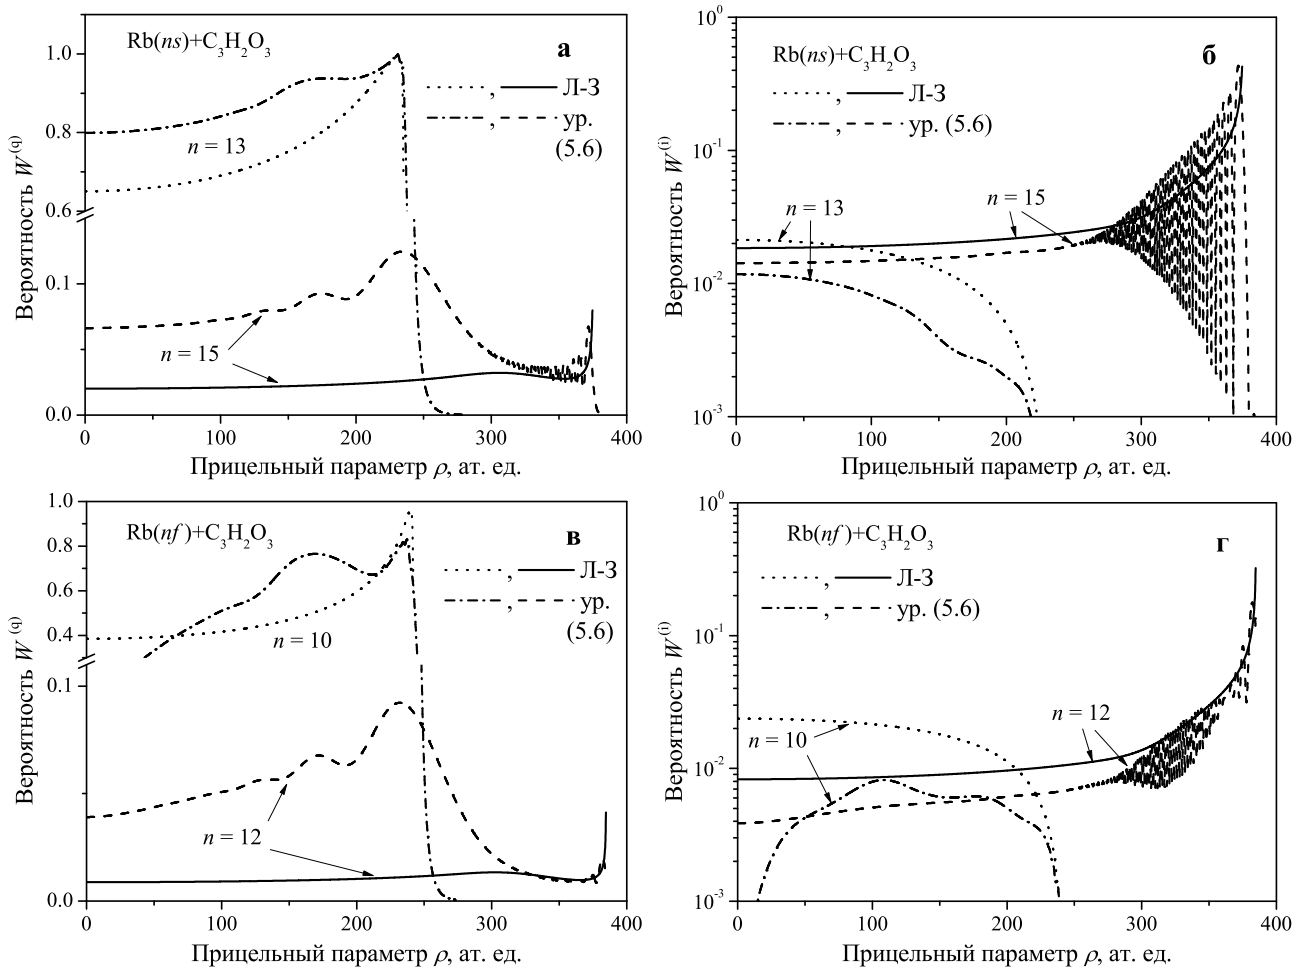 Rb(ns)+C₃H₂O₃
а
, Л-З
, ур.
(5.6)
n = 13
n = 15
1.0
0.8
0.6
0.1
0.0
Вероятность W⁽q⁾
0 100 200 300 400
Прицельный параметр ρ, ат. ед.
Rb(ns)+C₃H₂O₃
б
, Л-З
, ур. (5.6)
n = 15
n = 13
10⁰
10⁻¹
10⁻²
10⁻³
Вероятность W⁽ⁱ⁾
0 100 200 300 400
Прицельный параметр ρ, ат. ед.
Rb(nf)+C₃H₂O₃
в
, Л-З
, ур.
(5.6)
n = 10
n = 12
1.0
0.8
0.6
0.4
0.1
0.0
Вероятность W⁽q⁾
0 100 200 300 400
Прицельный параметр ρ, ат. ед.
Rb(nf)+C₃H₂O₃
г
, Л-З
, ур. (5.6)
n = 12
n = 10
10⁰
10⁻¹
10⁻²
10⁻³
Вероятность W⁽ⁱ⁾
0 100 200 300 400
Прицельный параметр ρ, ат. ед.